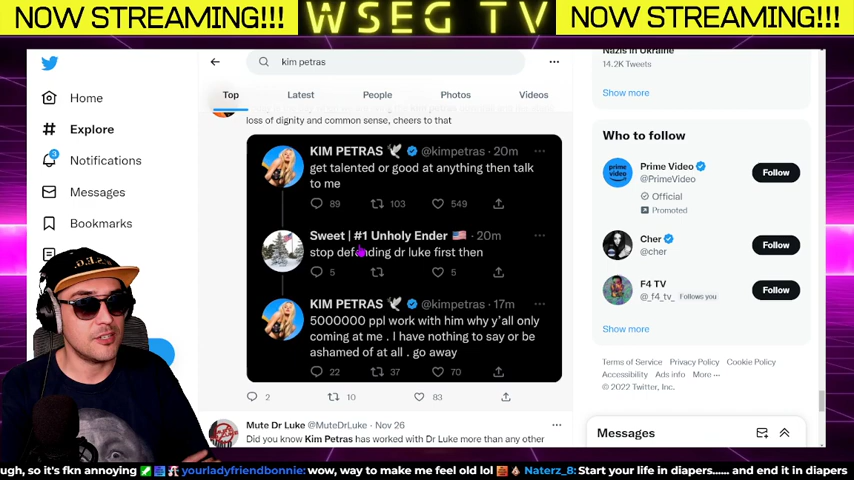 NOW STREAMING!!! WSEG TV NOW STREAMING!!!
kim petras
Top Latest People Photos Videos
loss of dignity and common sense, cheers to that
KIM PETRAS @kimpetras · 20m
get talented or good at anything then talk
to me
89 103 549
Sweet | #1 Unholy Ender 🇺🇸 · 20m
stop defending dr luke first then
5 5
KIM PETRAS @kimpetras · 17m
5000000 ppl work with him why y'all only
coming at me . I have nothing to say or be
ashamed of at all . go away
22 37 70
2 10 83
Mute Dr Luke @MuteDrLuke · Nov 26
Did you know Kim Petras has worked with Dr Luke more than any other
Home
Explore
3
Notifications
Messages
Bookmarks
Nazis in Ukraine
14.2K Tweets
Show more
Who to follow
prime video
Prime Video
@PrimeVideo
Official
Promoted
Follow
Cher
@cher
Follow
F4 TV
@_f4_tv_ Follows you
Follow
Show more
Terms of Service Privacy Policy Cookie Policy
Accessibility Ads info More ···
© 2022 Twitter, Inc.
Messages
ugh, so it's fkn annoying yourladyfriendbonnie: wow, way to make me feel old lol Naterz_8: Start your life in diapers...... and end it in diapers